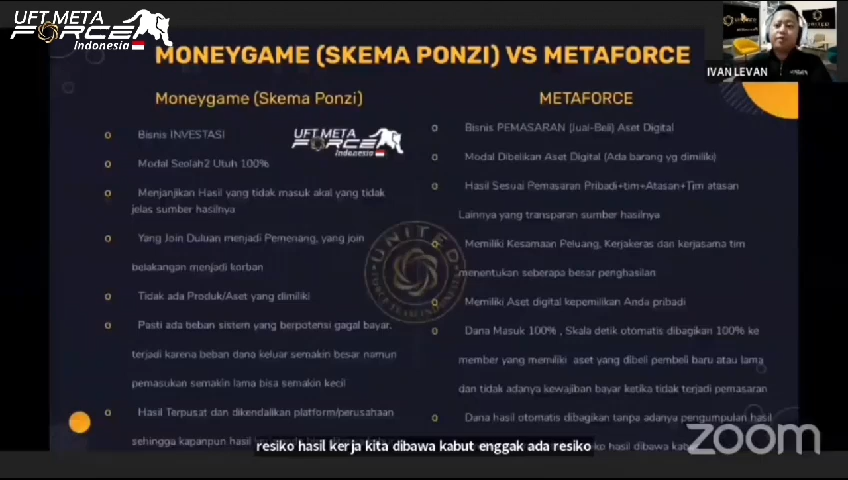 UFT META
FORCE
Indonesia
MONEYGAME (SKEMA PONZI) VS METAFORCE
IVAN LEVAN
Moneygame (Skema Ponzi)
Bisnis INVESTASI
UFT META
FORCE
Indonesia
Modal Seolah2 Utuh 100%
Menjanjikan Hasil yang tidak masuk akal yang tidak
jelas sumber hasilnya
Yang Join Duluan menjadi Pemenang, yang join
belakangan menjadi korban
Tidak ada Produk/Aset yang dimiliki
Pasti ada beban sistem yang berpotensi gagal bayar,
terjadi karena beban dana keluar semakin besar namun
pemasukan semakin lama bisa semakin kecil
Hasil Terpusat dan dikendalikan platform/perusahaan
sehingga kapanpun hasil
METAFORCE
Bisnis PEMASARAN (Jual-Beli) Aset Digital
Modal Dibelikan Aset Digital (Ada barang yg dimiliki)
Hasil Sesuai Pemasaran Pribadi+tim+Atasan+Tim atasan
Lainnya yang transparan sumber hasilnya
Memiliki Kesamaan Peluang, Kerjakeras dan kerjasama tim
menentukan seberapa besar penghasilan
Memiliki Aset digital kepemilikan Anda pribadi
Dana Masuk 100% , Skala detik otomatis dibagikan 100% ke
member yang memiliki aset yang dibeli pembeli baru atau lama
dan tidak adanya kewajiban bayar ketika tidak terjadi pemasaran
Dana hasil otomatis dibagikan tanpa adanya pengumpulan hasil
ko hasil dibawa
UNITED
resiko hasil kerja kita dibawa kabut enggak ada resiko
zoom